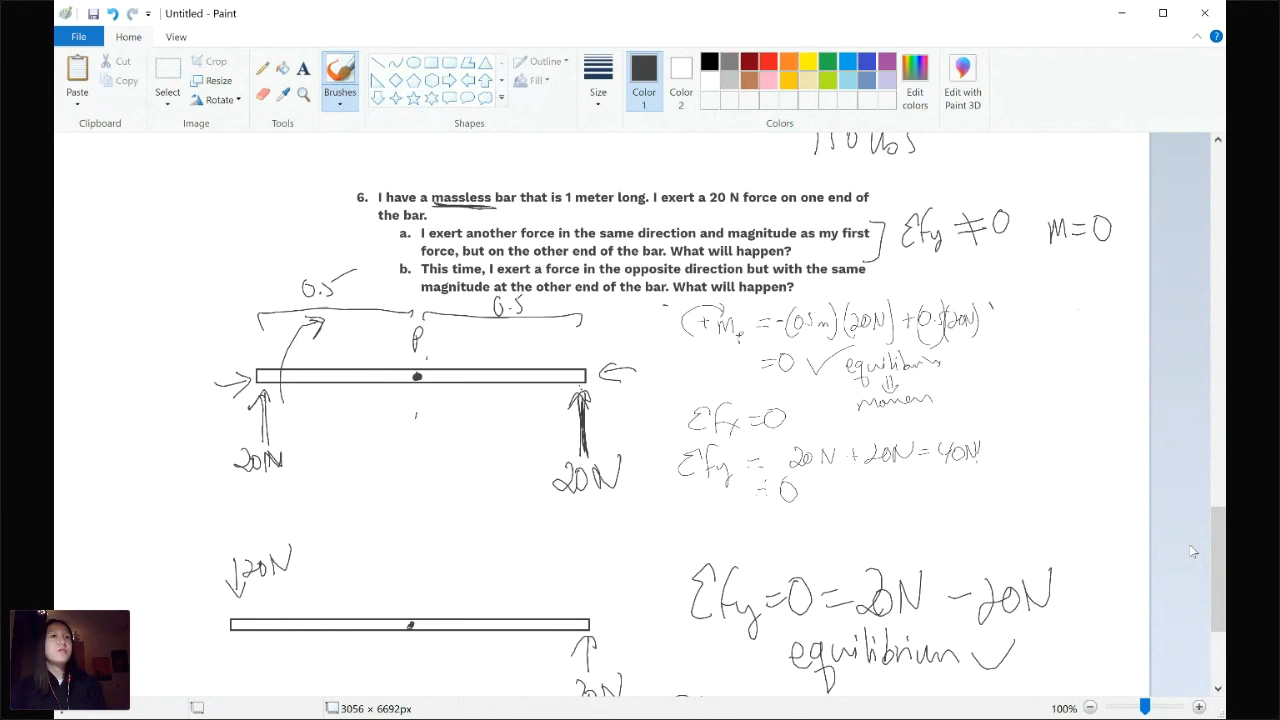 Untitled - Paint
File
Home
View
Paste
Cut
Copy
Clipboard
Select
Crop
Resize
Rotate
Image
Tools
Brushes
Shapes
Outline
Fill
Size
Color 1
Color 2
Colors
Edit colors
Edit with Paint 3D
150 lbs
6. I have a massless bar that is 1 meter long. I exert a 20 N force on one end of
the bar.
a. I exert another force in the same direction and magnitude as my first
force, but on the other end of the bar. What will happen?
b. This time, I exert a force in the opposite direction but with the same
magnitude at the other end of the bar. What will happen?
ΣFy ≠ 0 M=0
0.5
0.5
P
20N
20N
+ Mp = -(0.5m)(20N) + (0.5)(20N)
=0 ✓ equilibrium
moment
ΣFx = 0
ΣFy = 20N + 20N = 40N
≠ 0
↓20N
20N
ΣFy = 0 = 20N - 20N
equilibrium ✓
3056 × 6692px
100%